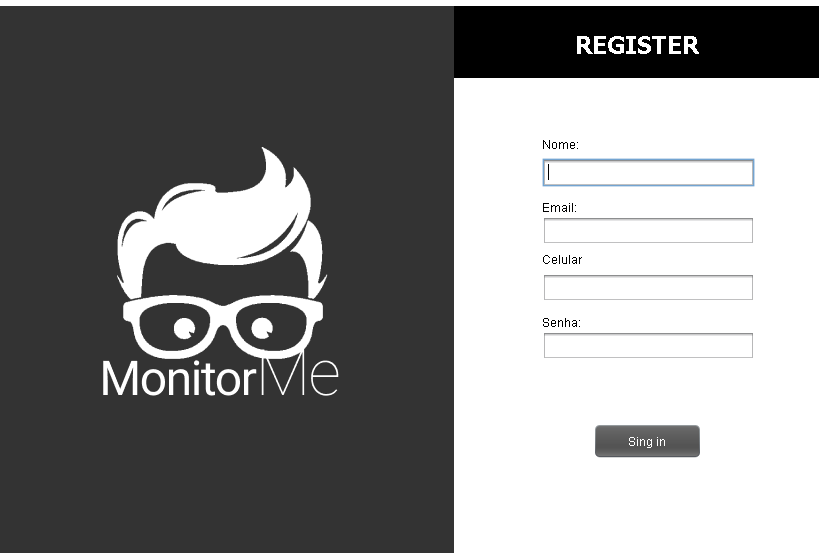 MonitorMe
REGISTER
Nome:
Email:
Celular
Senha:
Sing in